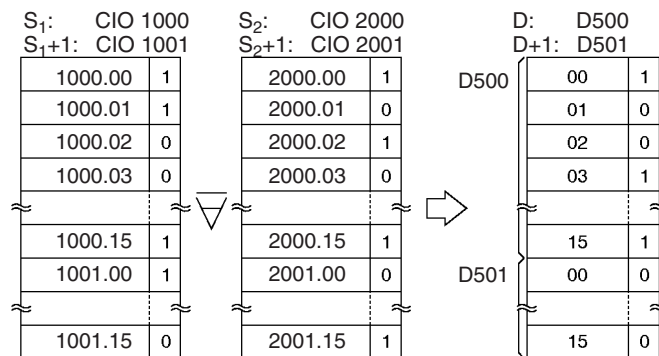 S₁: CIO 1000 S₂: CIO 2000 D: D500
S₁+1: CIO 1001 S₂+1: CIO 2001 D+1: D501
1000.00 1 2000.00 1 D500 00 1
1000.01 1 2000.01 0 01 0
1000.02 0 2000.02 1 02 0
1000.03 0 2000.03 0 03 1
1000.15 1 2000.15 1 15 1
1001.00 1 2001.00 0 D501 00 0
1001.15 0 2001.15 1 15 0